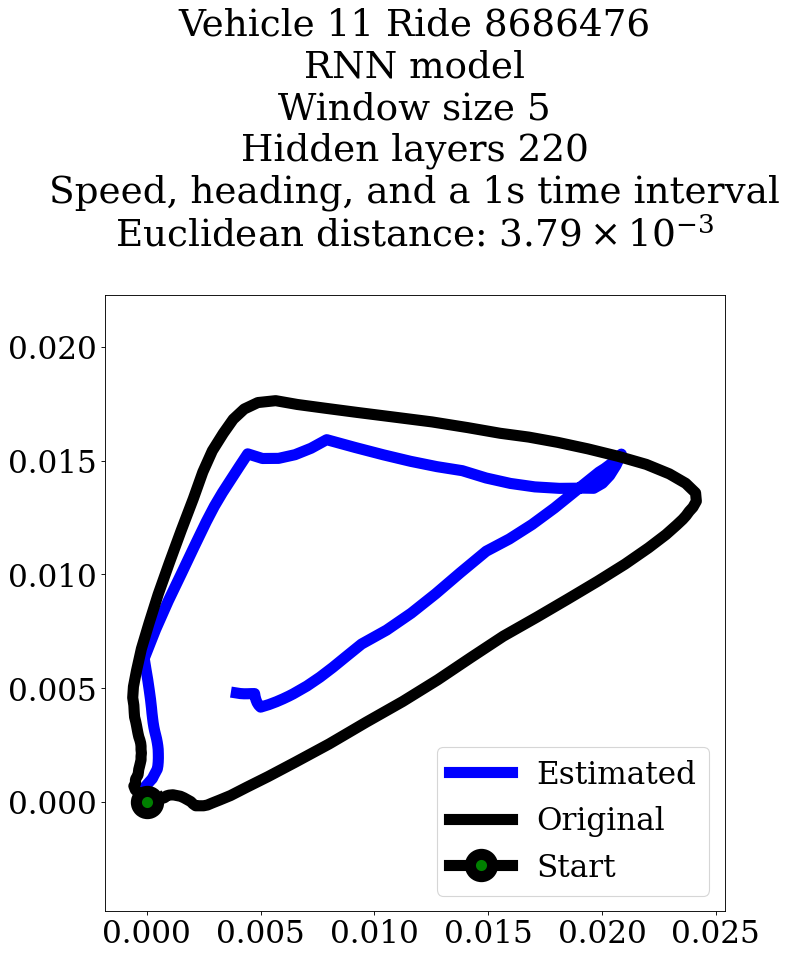 Vehicle 11 Ride 8686476
RNN model
Window size 5
Hidden layers 220
Speed, heading, and a 1s time interval
Euclidean distance: 3.79 × 10⁻³
0.020
0.015
0.010
0.005
0.000
Estimated
Original
Start
0.000 0.005 0.010 0.015 0.020 0.025